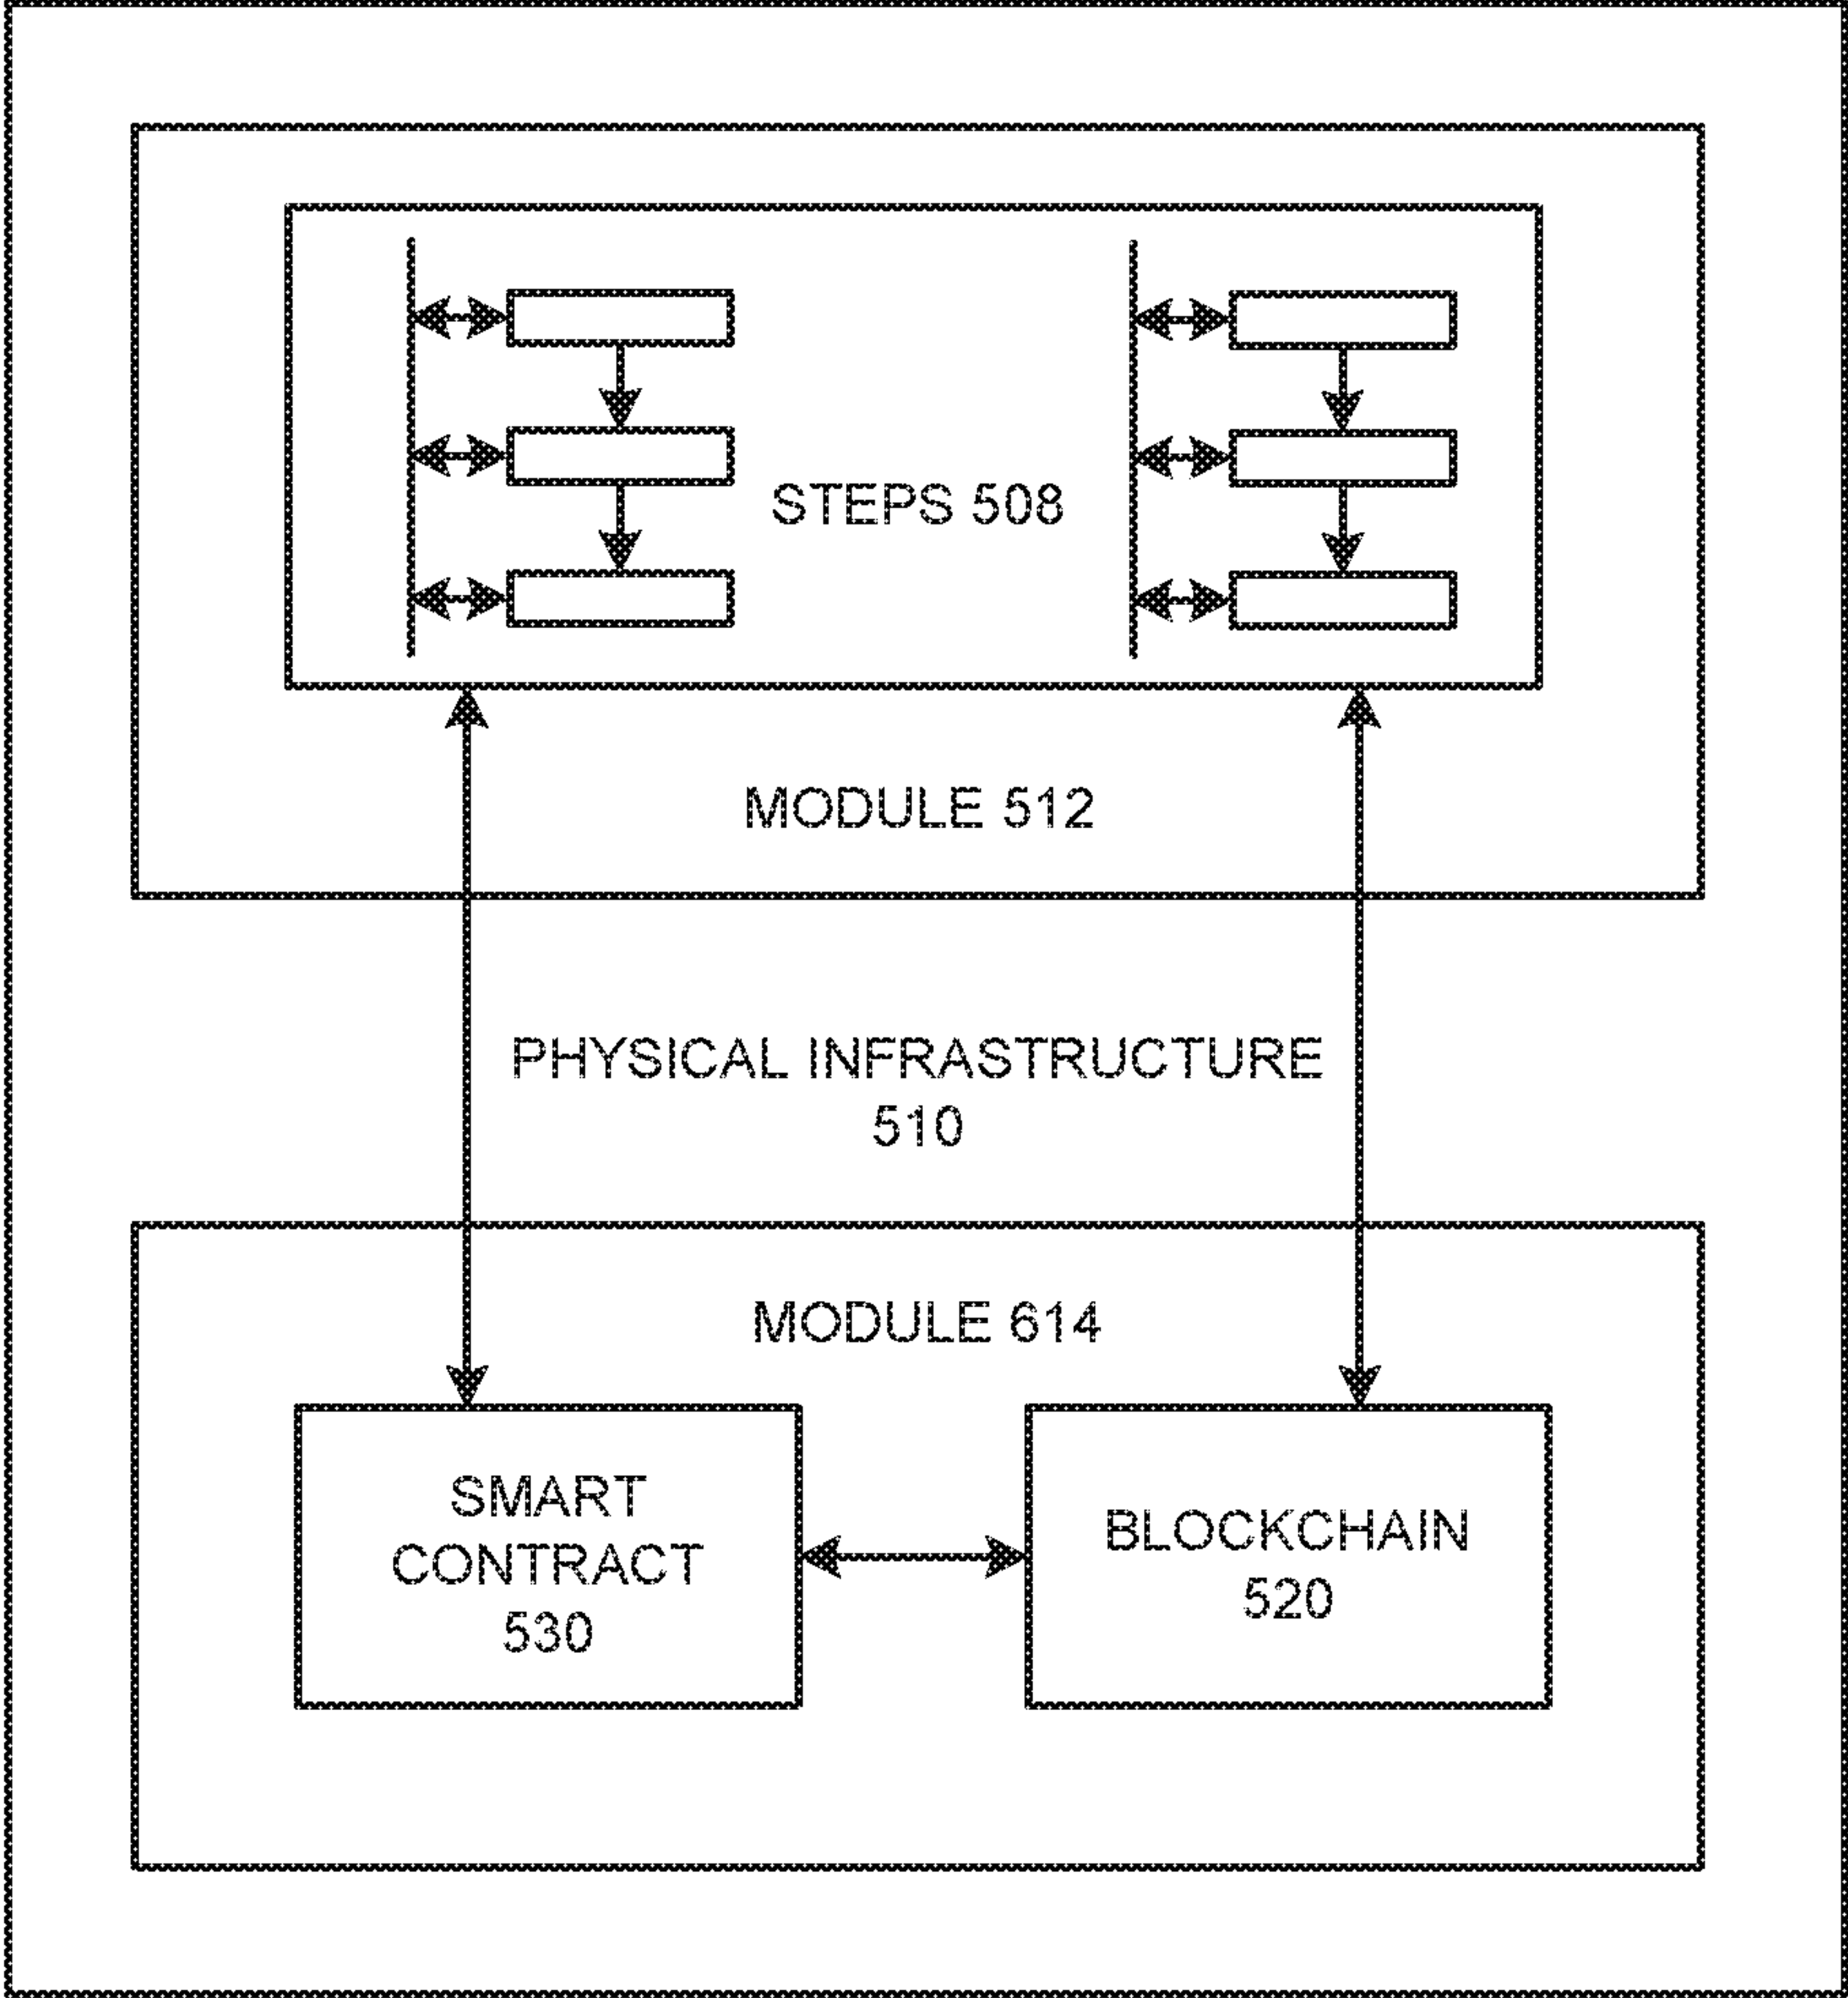 STEPS 508
MODULE 512
PHYSICAL INFRASTRUCTURE
510
MODULE 614
SMART
CONTRACT
530
BLOCKCHAIN
520